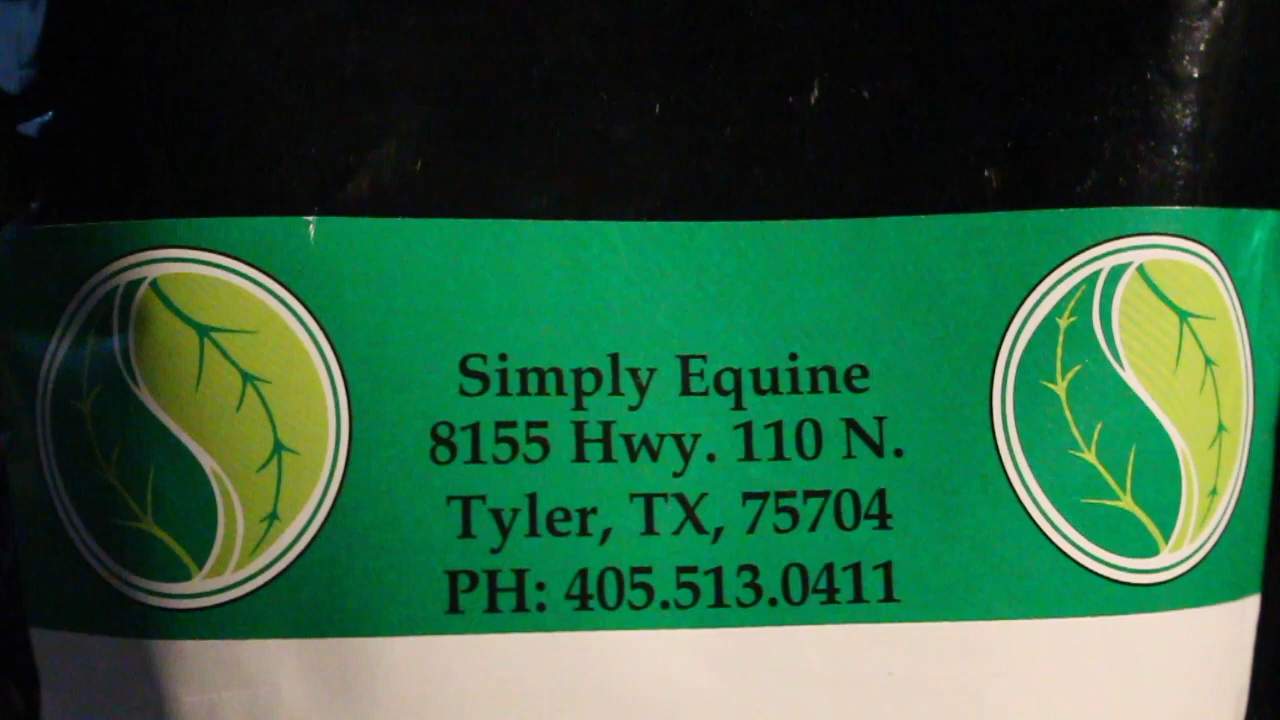 Simply Equine
8155 Hwy. 110 N.
Tyler, TX, 75704
PH: 405.513.0411